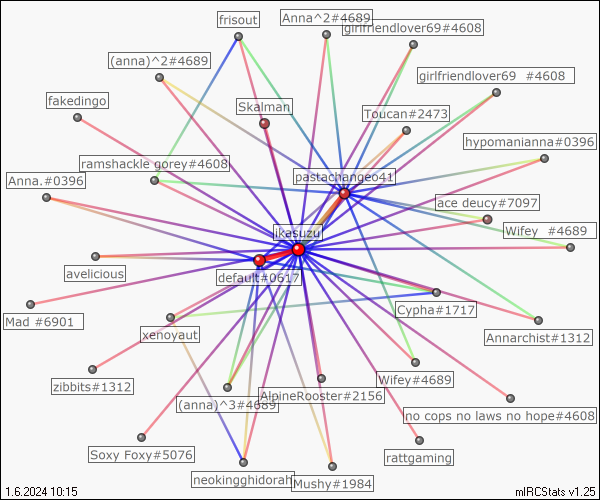 frisout
Anna^2#4689
girlfriendlover69#4608
(anna)^2#4689
girlfriendlover69 #4608
fakedingo
Skalman
Toucan#2473
hypomanianna#0396
ramshackle gorey#4608
pastachange041
Anna.#0396
ace deucy#7097
ikasuzu
Wifey #4689
avelicious
default#0617
Mad #6901
Cypha#1717
xenoyaut
Annarchist#1312
zibbits#1312
Wifey#4689
(anna)^3#4689
AlpineRooster#2156
no cops no laws no hope#4608
Soxy Foxy#5076
rattgaming
neokingghidorah
Mushy#1984
1.6.2024 10:15
mIRCStats v1.25